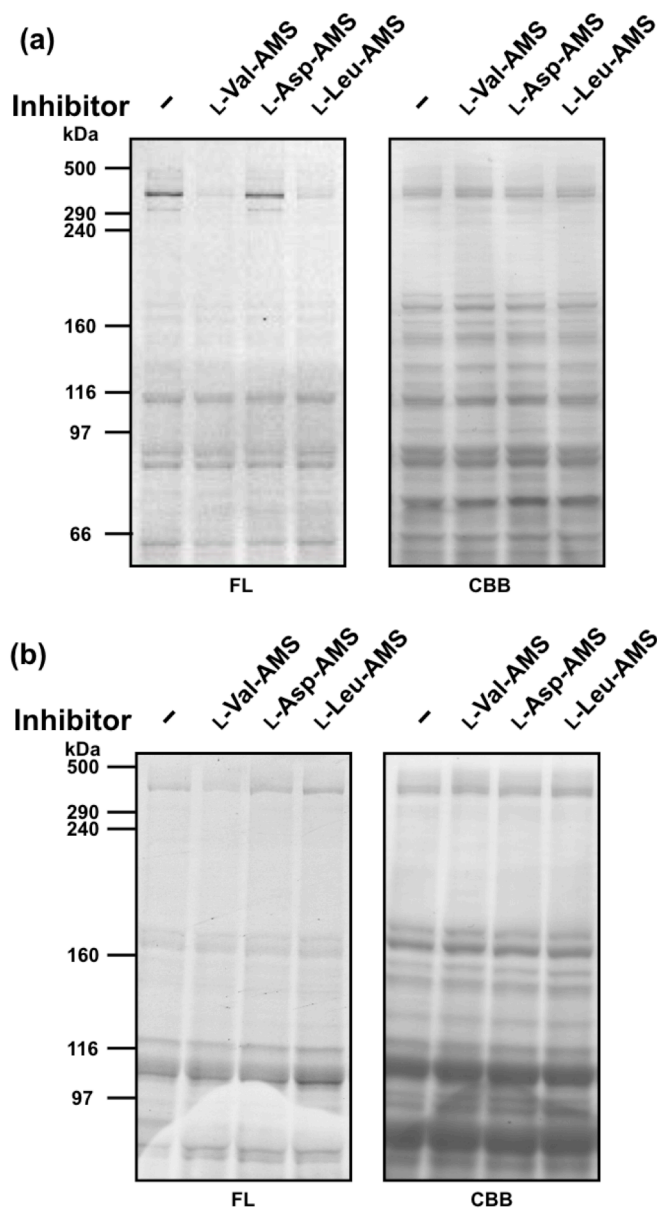 (a)
Inhibitor – L-Val-AMS L-Asp-AMS L-Leu-AMS – L-Val-AMS L-Asp-AMS L-Leu-AMS
kDa
500
290
240
160
116
97
66
FL CBB
(b)
Inhibitor – L-Val-AMS L-Asp-AMS L-Leu-AMS – L-Val-AMS L-Asp-AMS L-Leu-AMS
kDa
500
290
240
160
116
97
FL CBB